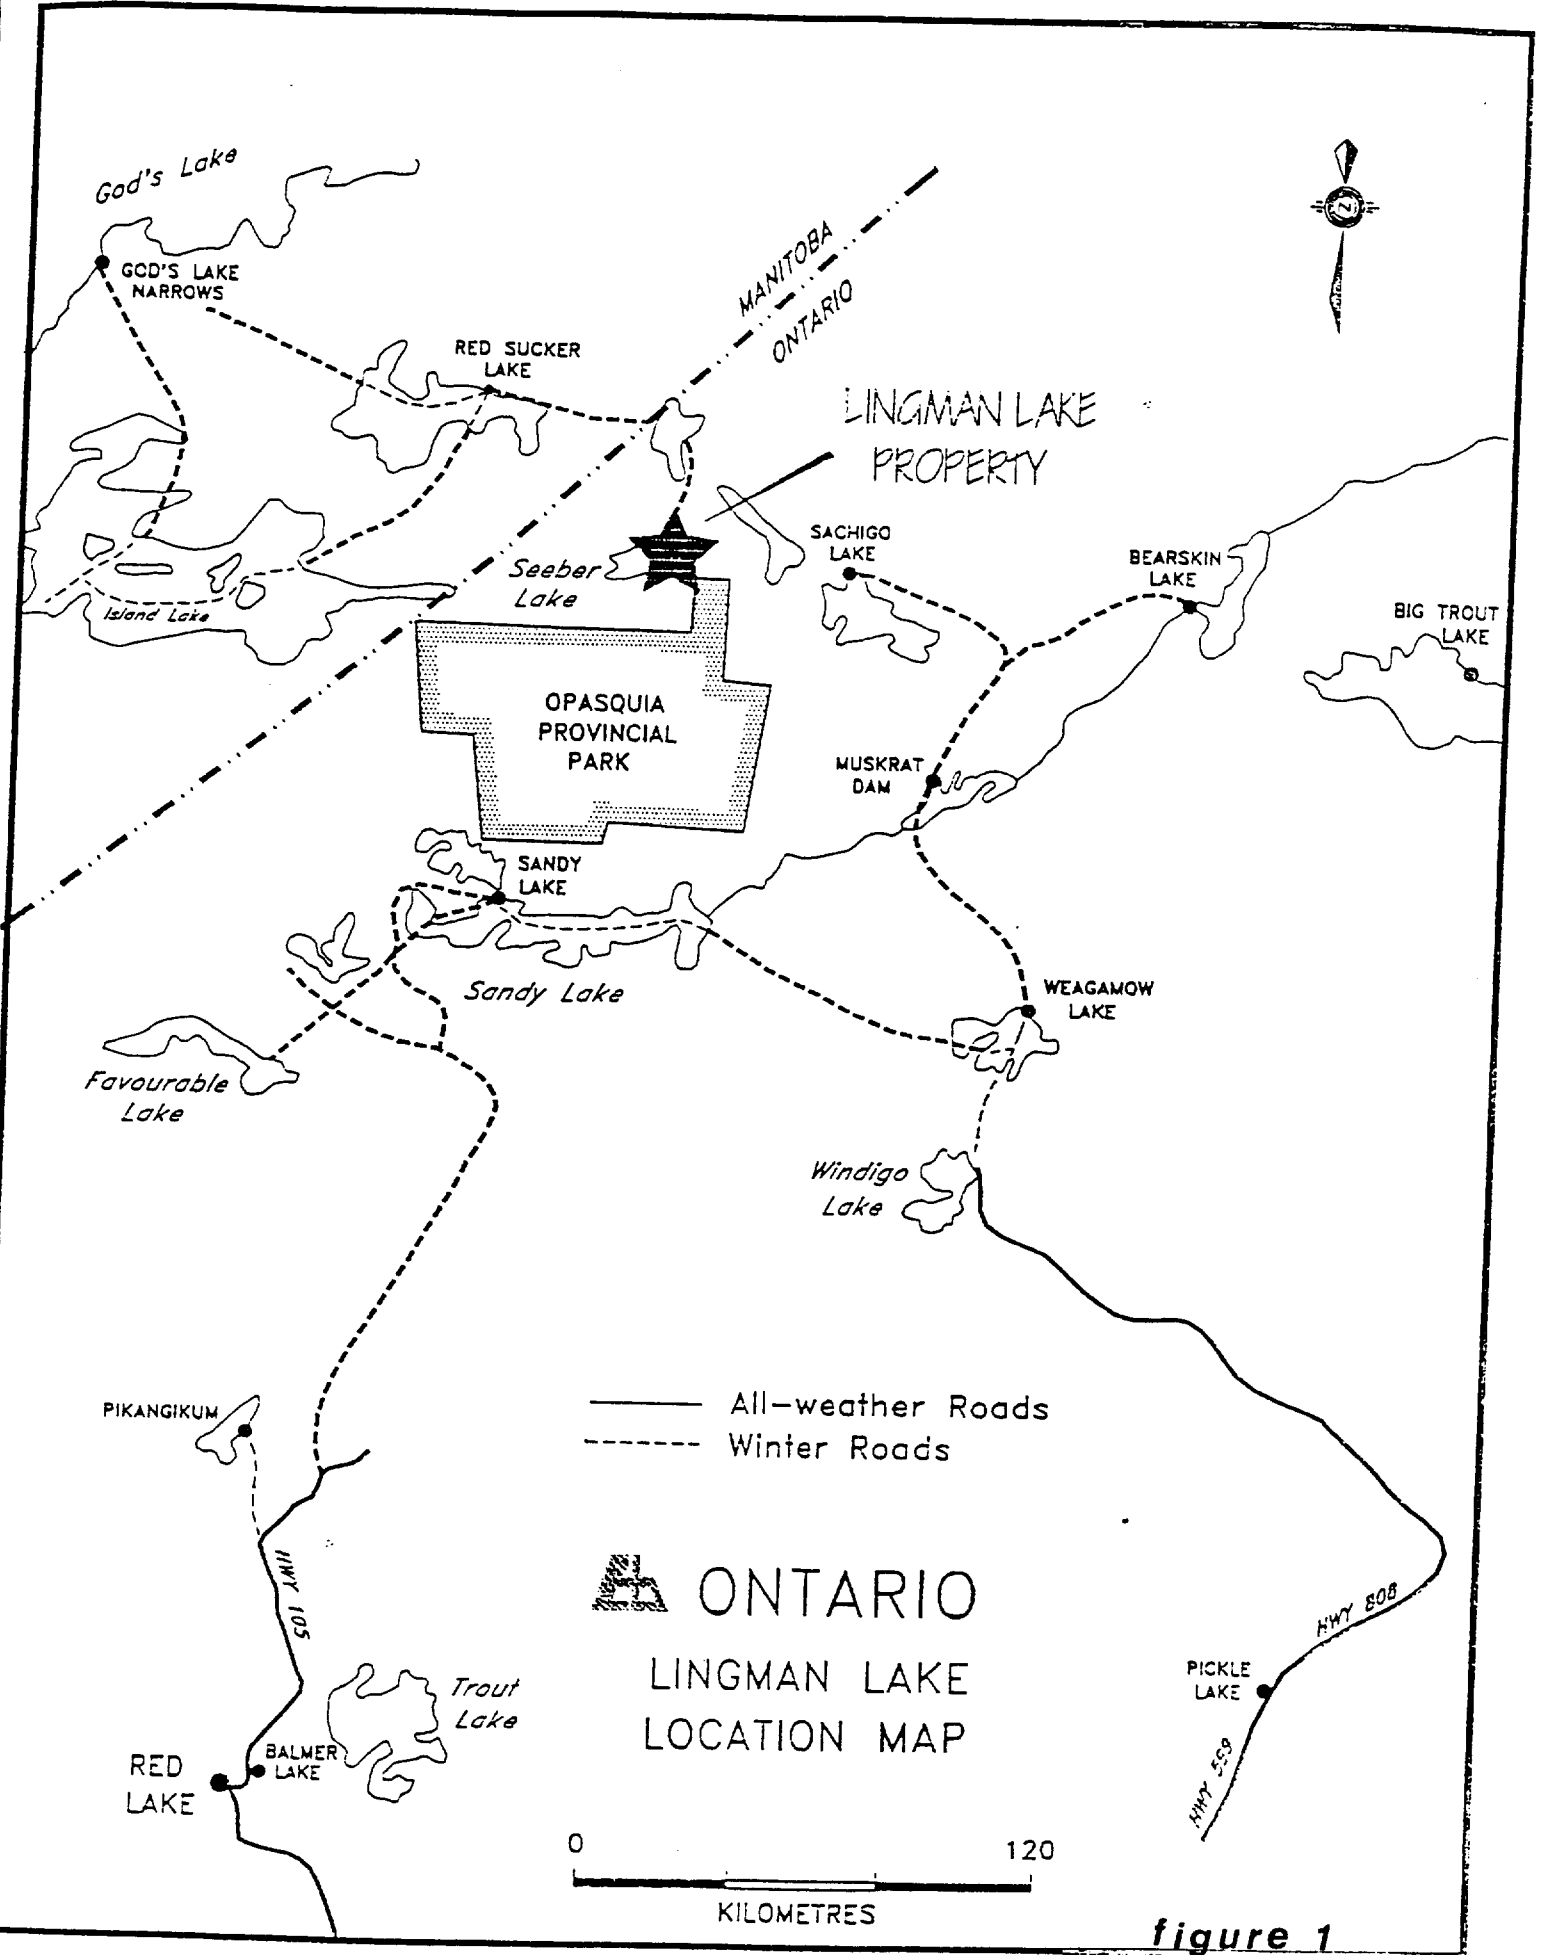 God's Lake
GOD'S LAKE
NARROWS
MANITOBA
ONTARIO
N
RED SUCKER
LAKE
LINGMAN LAKE
PROPERTY
SACHIGO
LAKE
BEARSKIN
LAKE
BIG TROUT
LAKE
Seeber
Lake
Island Lake
OPASQUIA
PROVINCIAL
PARK
MUSKRAT
DAM
SANDY
LAKE
Sandy Lake
WEAGAMOW
LAKE
Favourable
Lake
Windigo
Lake
PIKANGIKUM
All-weather Roads
Winter Roads
HWY 105
ONTARIO
LINGMAN LAKE
LOCATION MAP
HWY 808
PICKLE
LAKE
HWY 599
Trout
Lake
BALMER
LAKE
RED
LAKE
0 120
KILOMETRES
figure 1